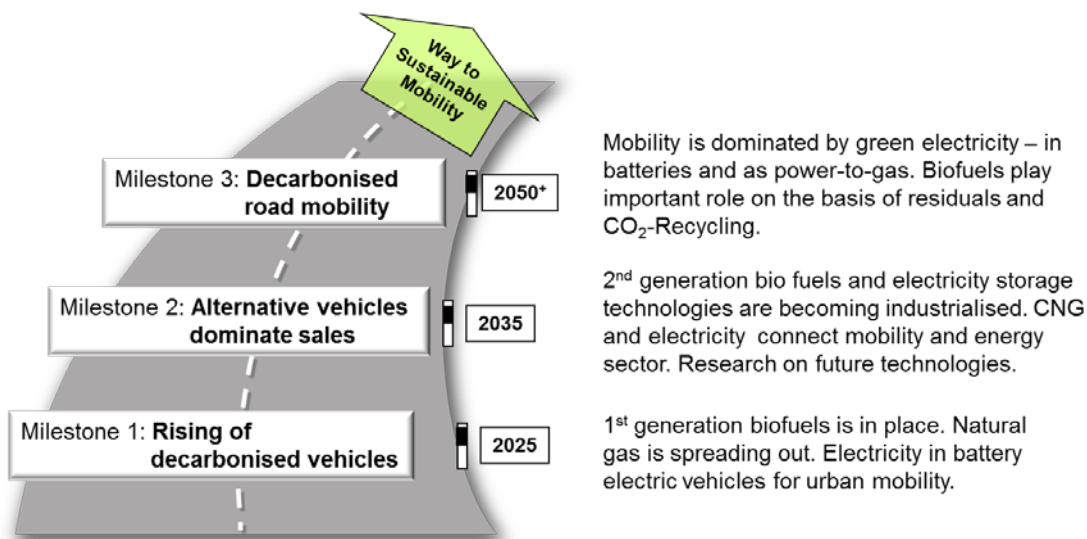 Way to
Sustainable
Mobility
Milestone 3: Decarbonised
road mobility
2050⁺
Mobility is dominated by green electricity – in
batteries and as power-to-gas. Biofuels play
important role on the basis of residuals and
CO₂-Recycling.
Milestone 2: Alternative vehicles
dominate sales
2035
2ⁿᵈ generation bio fuels and electricity storage
technologies are becoming industrialised. CNG
and electricity connect mobility and energy
sector. Research on future technologies.
Milestone 1: Rising of
decarbonised vehicles
2025
1ˢᵗ generation biofuels is in place. Natural
gas is spreading out. Electricity in battery
electric vehicles for urban mobility.